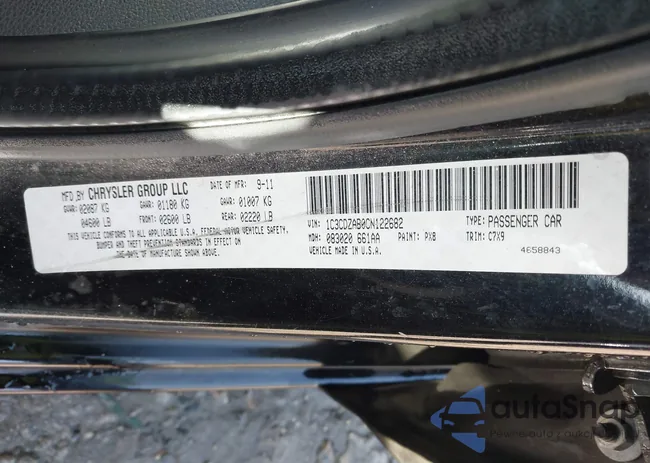 MFD BY CHRYSLER GROUP LLC DATE OF MFR: 9-11
GVWR: 02087 KG GAWR: 01180 KG GAWR: 01007 KG
04600 LB FRONT: 02600 LB REAR: 02220 LB
THIS VEHICLE CONFORMS TO ALL APPLICABLE U.S.A. FEDERAL MOTOR VEHICLE SAFETY,
BUMPER AND THEFT PREVENTION STANDARDS IN EFFECT ON
THE DATE OF MANUFACTURE SHOWN ABOVE.
VIN: 1C3CDZAB0CN122682 TYPE: PASSENGER CAR
MDH: 083020 661AA PAINT: PX8 TRIM: C7X9
VEHICLE MADE IN U.S.A. 4658843
autoSnap